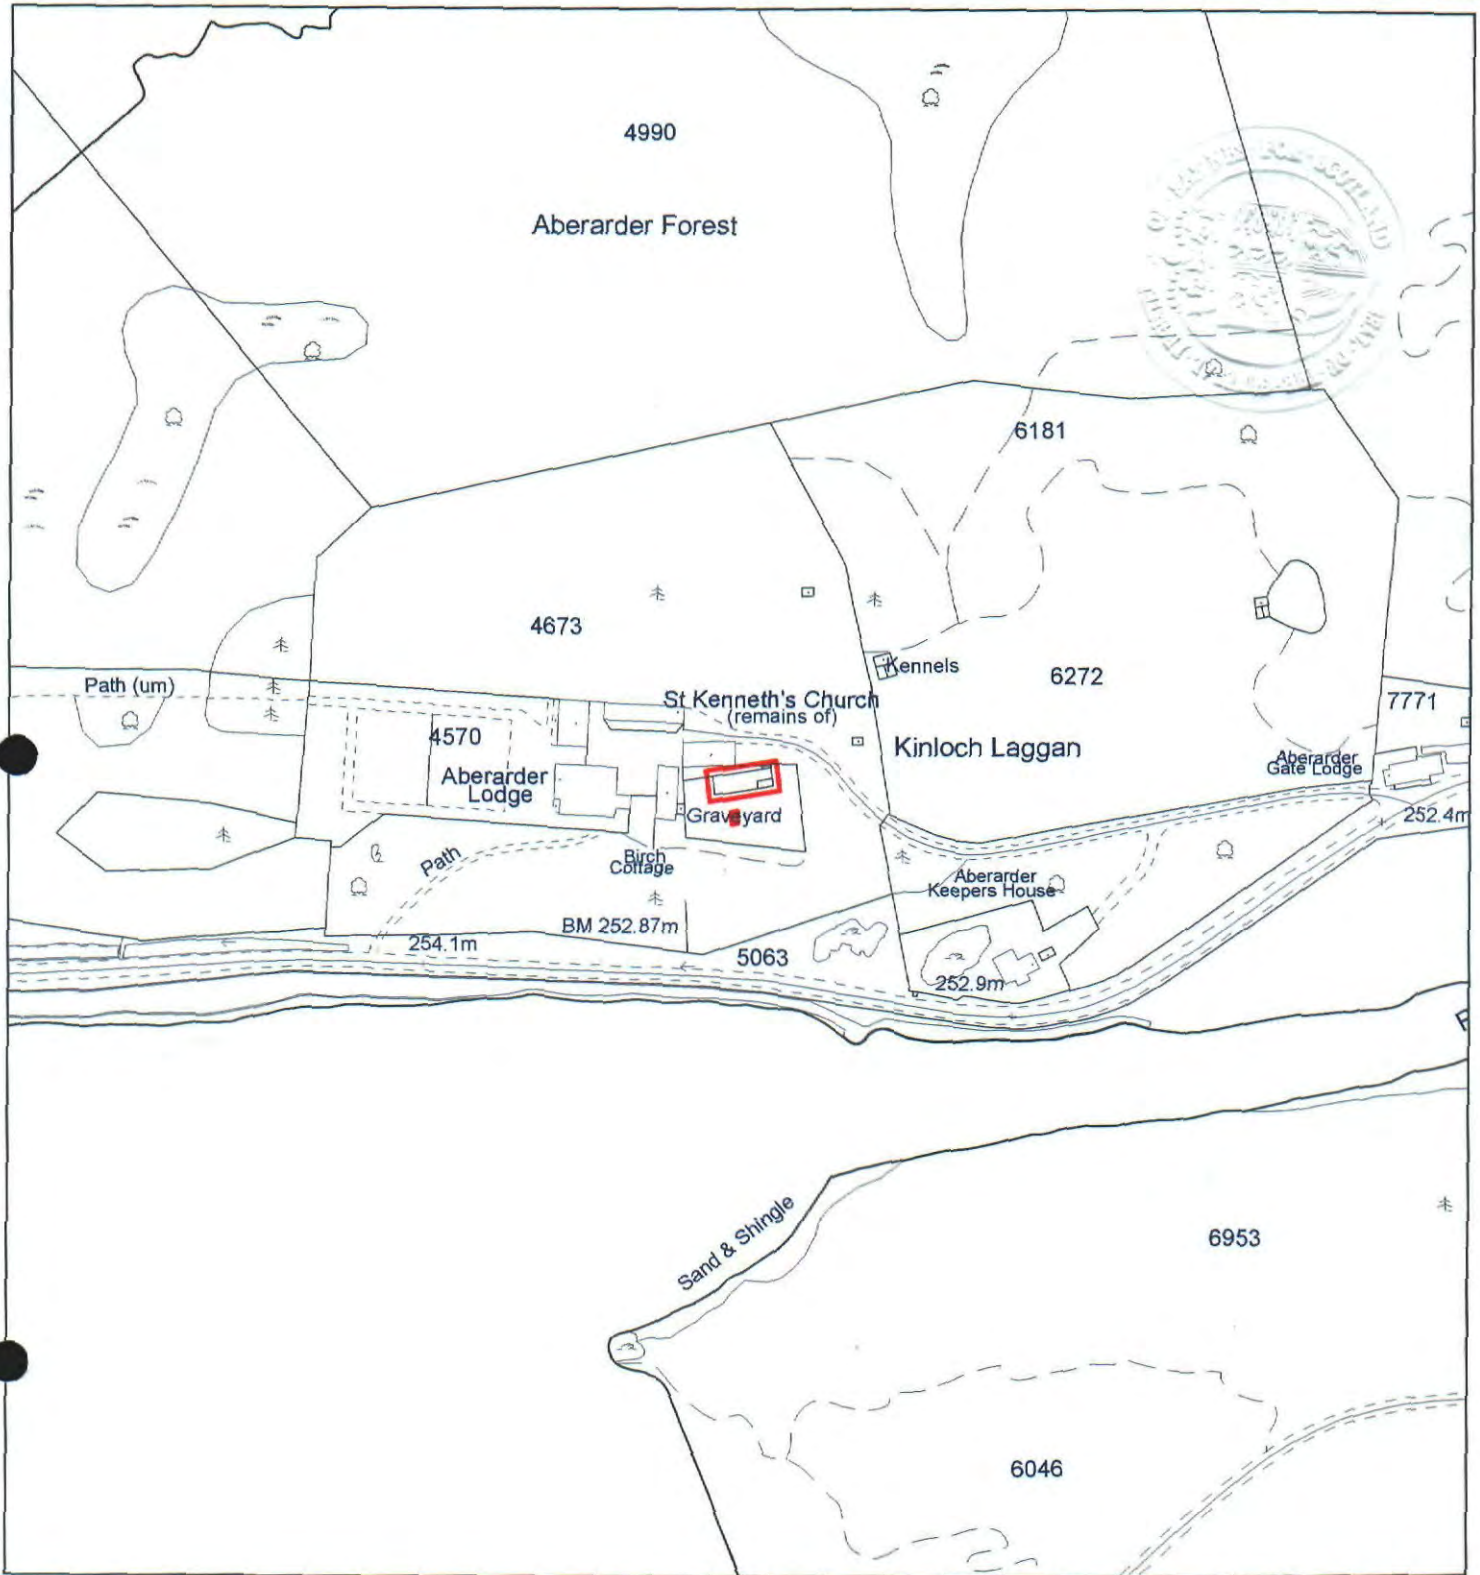 4990
Aberarder Forest
6181
4673
Kennels
6272
Path (um)
St Kenneth's Church
(remains of)
7771
4570
Kinloch Laggan
Aberarder
Lodge
Aberarder
Gate Lodge
Graveyard
252.4m
Path
Birch
Cottage
Aberarder
Keepers House
BM 252.87m
254.1m
5063
252.9m
Sand & Shingle
6953
6046